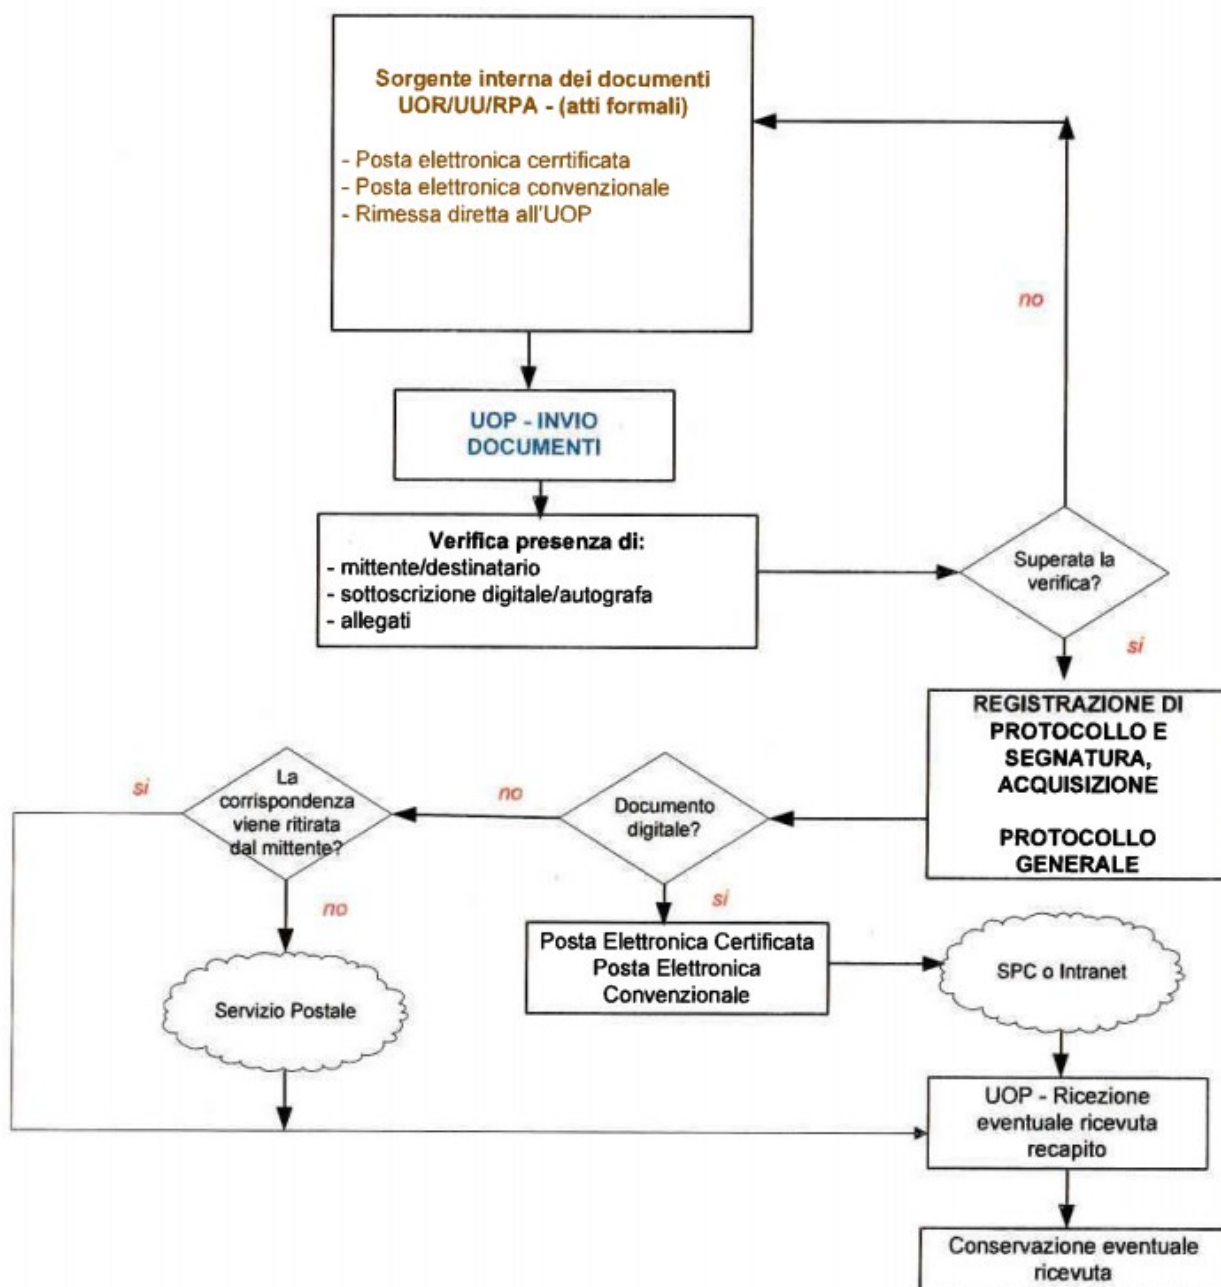 Sorgente interna dei documenti
UOR/UU/RPA - (atti formali)
- Posta elettronica cerrtificata
- Posta elettronica convenzionale
- Rimessa diretta all'UOP
no
UOP - INVIO
DOCUMENTI
Verifica presenza di:
- mittente/destinatario
- sottoscrizione digitale/autografa
- allegati
Superata la
verifica?
si
REGISTRAZIONE DI
PROTOCOLLO E
SEGNATURA,
ACQUISIZIONE
PROTOCOLLO
GENERALE
Documento
digitale?
no
La
corrispondenza
viene ritirata
dal mittente?
si
no
si
Posta Elettronica Certificata
Posta Elettronica
Convenzionale
SPC o Intranet
Servizio Postale
UOP - Ricezione
eventuale ricevuta
recapito
Conservazione eventuale
ricevuta